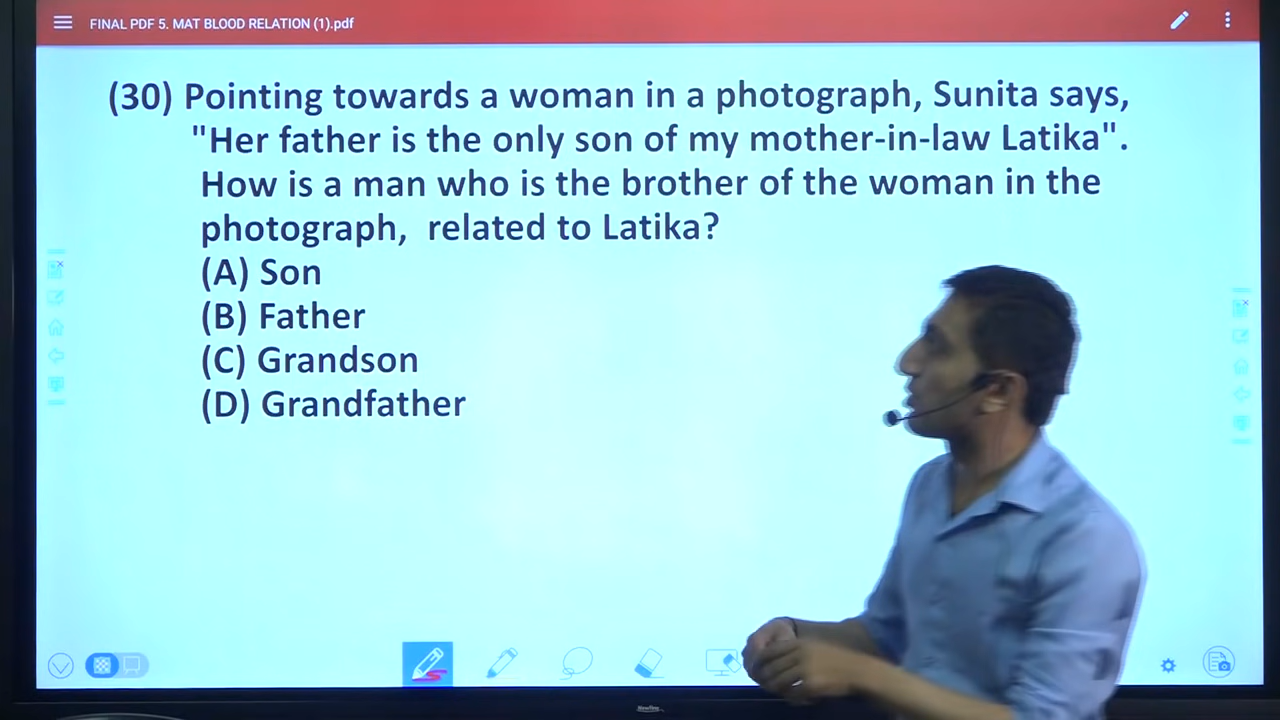 FINAL PDF 5. MAT BLOOD RELATION (1).pdf
(30) Pointing towards a woman in a photograph, Sunita says,
"Her father is the only son of my mother-in-law Latika".
How is a man who is the brother of the woman in the
photograph, related to Latika?
(A) Son
(B) Father
(C) Grandson
(D) Grandfather
Newline